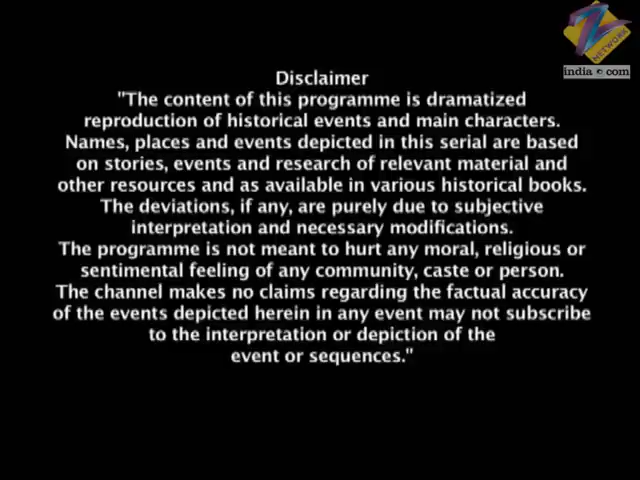 Z
NETWORK
india.com
Disclaimer
"The content of this programme is dramatized
reproduction of historical events and main characters.
Names, places and events depicted in this serial are based
on stories, events and research of relevant material and
other resources and as available in various historical books.
The deviations, if any, are purely due to subjective
interpretation and necessary modifications.
The programme is not meant to hurt any moral, religious or
sentimental feeling of any community, caste or person.
The channel makes no claims regarding the factual accuracy
of the events depicted herein in any event may not subscribe
to the interpretation or depiction of the
event or sequences."